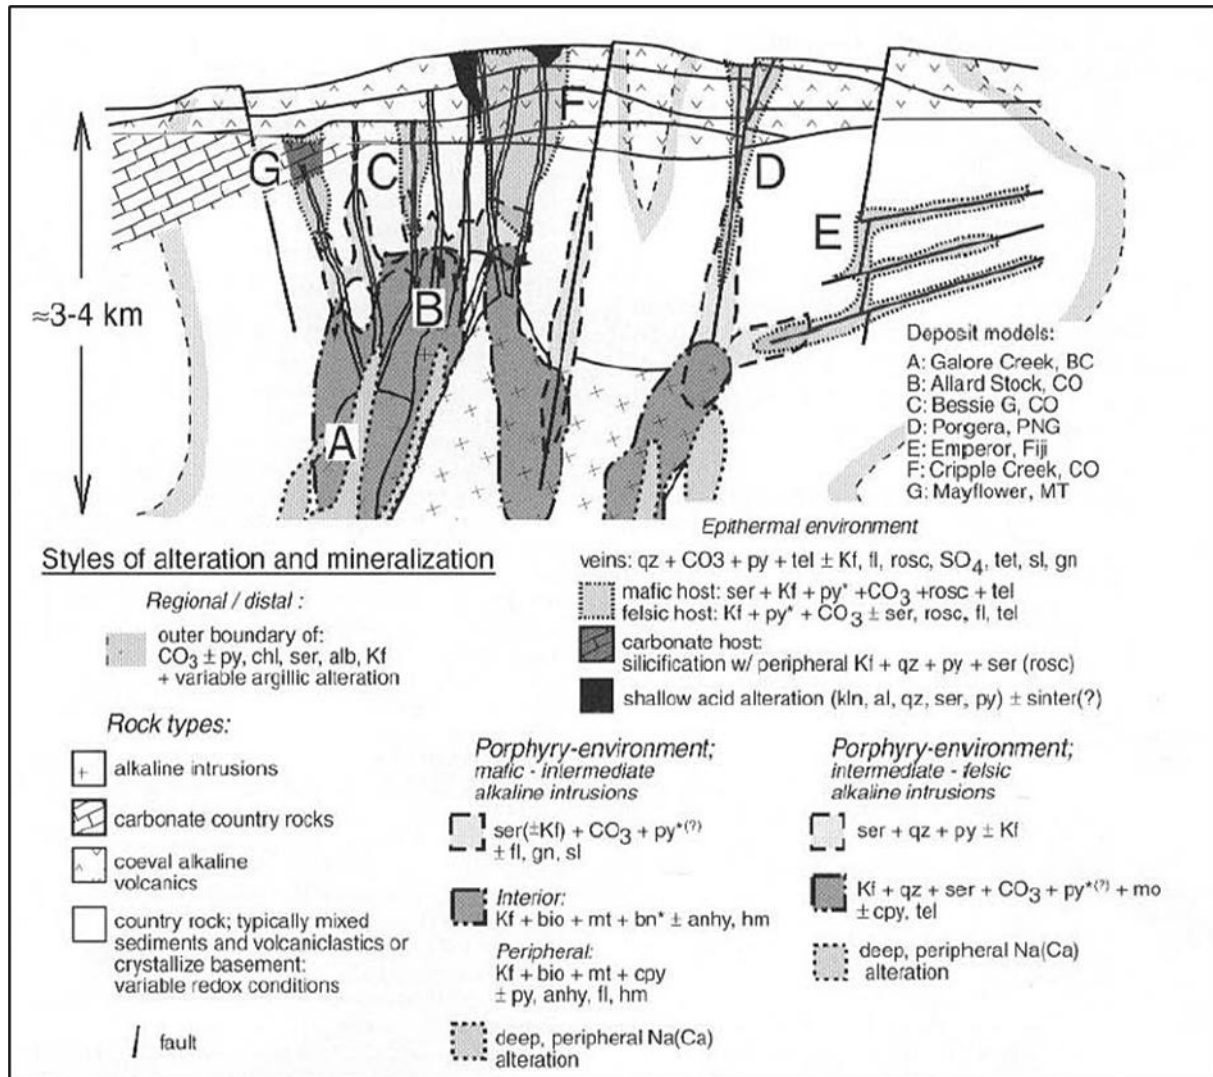 G
C
F
D
E
B
A
≈3-4 km
Deposit models:
A: Galore Creek, BC
B: Allard Stock, CO
C: Bessie G, CO
D: Porgera, PNG
E: Emperor, Fiji
F: Cripple Creek, CO
G: Mayflower, MT
Styles of alteration and mineralization
Regional / distal :
outer boundary of:
CO3 ± py, chl, ser, alb, Kf
+ variable argillic alteration
Epithermal environment
veins: qz + CO3 + py + tel ± Kf, fl, rosc, SO4, tet, sl, gn
mafic host: ser + Kf + py* +CO3 +rosc + tel
felsic host: Kf + py* + CO3 ± ser, rosc, fl, tel
carbonate host:
silicification w/ peripheral Kf + qz + py + ser (rosc)
shallow acid alteration (kln, al, qz, ser, py) ± sinter(?)
Rock types:
alkaline intrusions
carbonate country rocks
coeval alkaline
volcanics
country rock; typically mixed
sediments and volcaniclastics or
crystallize basement:
variable redox conditions
fault
Porphyry-environment;
mafic - intermediate
alkaline intrusions
ser(±Kf) + CO3 + py*(?)
± fl, gn, sl
Interior:
Kf + bio + mt + bn* ± anhy, hm
Peripheral:
Kf + bio + mt + cpy
± py, anhy, fl, hm
deep, peripheral Na(Ca)
alteration
Porphyry-environment;
intermediate - felsic
alkaline intrusions
ser + qz + py ± Kf
Kf + qz + ser + CO3 + py*(?) + mo
± cpy, tel
deep, peripheral Na(Ca)
alteration